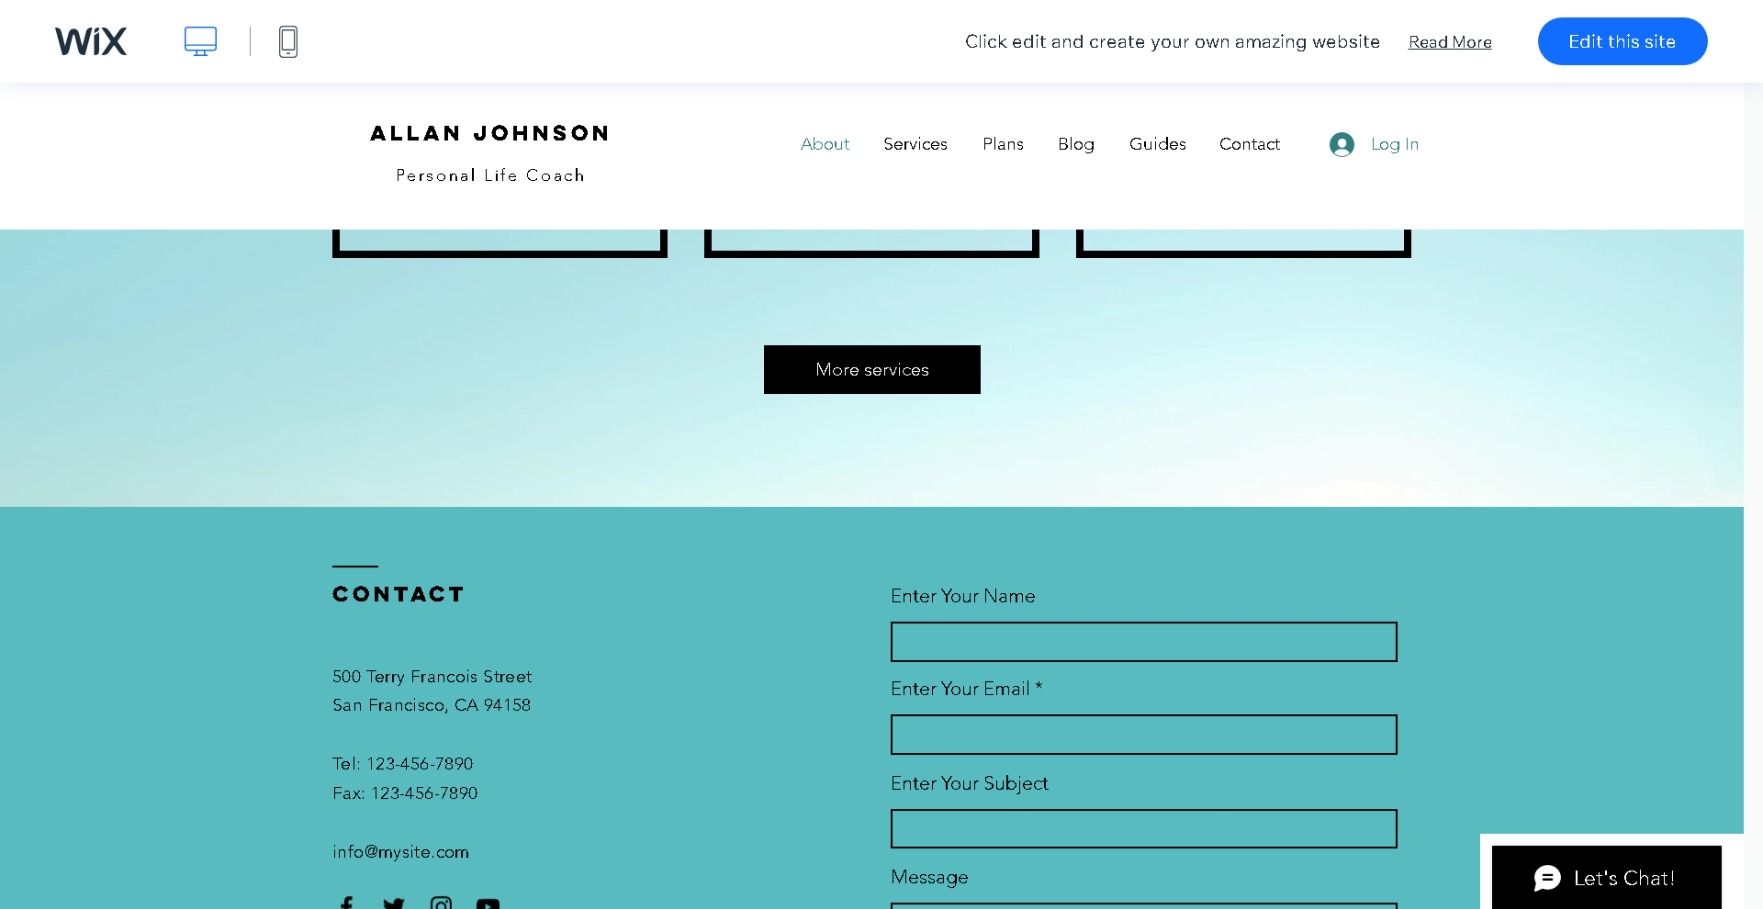 WiX
Click edit and create your own amazing website Read More Edit this site
ALLAN JOHNSON
Personal Life Coach
About Services Plans Blog Guides Contact Log In
More services
CONTACT
500 Terry Francois Street
San Francisco, CA 94158
Tel: 123-456-7890
Fax: 123-456-7890
info@mysite.com
Enter Your Name
Enter Your Email *
Enter Your Subject
Message
Let's Chat!